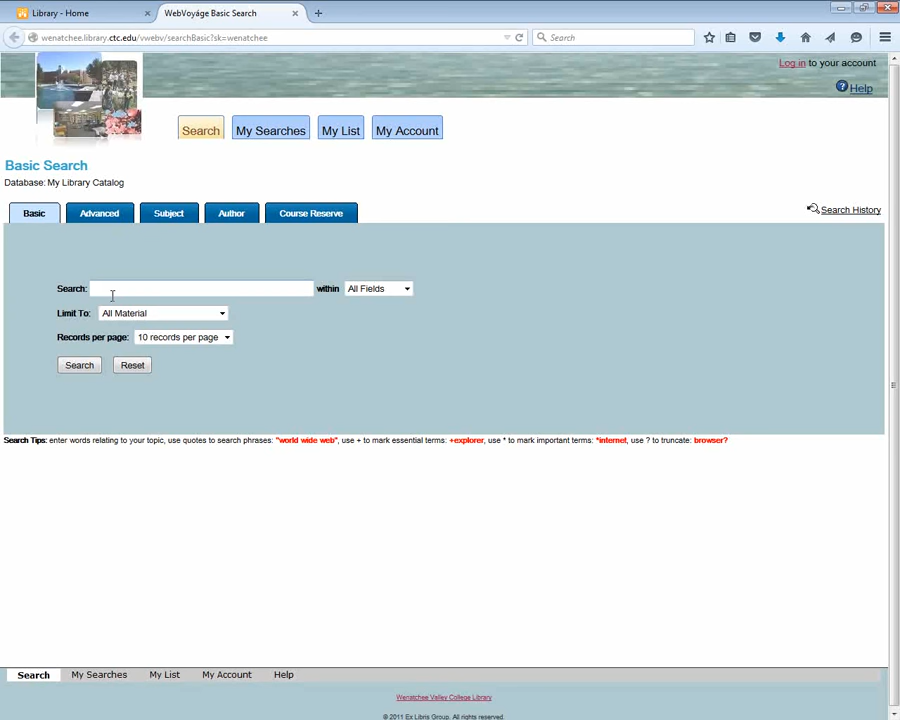 Library - Home
WebVoyáge Basic Search
wenatchee.library.ctc.edu/vwebv/searchBasic?sk=wenatchee
Search
Log in to your account
Help
Search My Searches My List My Account
Basic Search
Database: My Library Catalog
Basic Advanced Subject Author Course Reserve
Search History
Search: within All Fields
Limit To: All Material
Records per page: 10 records per page
Search Reset
Search Tips: enter words relating to your topic, use quotes to search phrases: "world wide web", use + to mark essential terms: +explorer, use * to mark important terms: *internet, use ? to truncate: browser?
Search My Searches My List My Account Help
Wenatchee Valley College Library
© 2011 Ex Libris Group. All rights reserved.